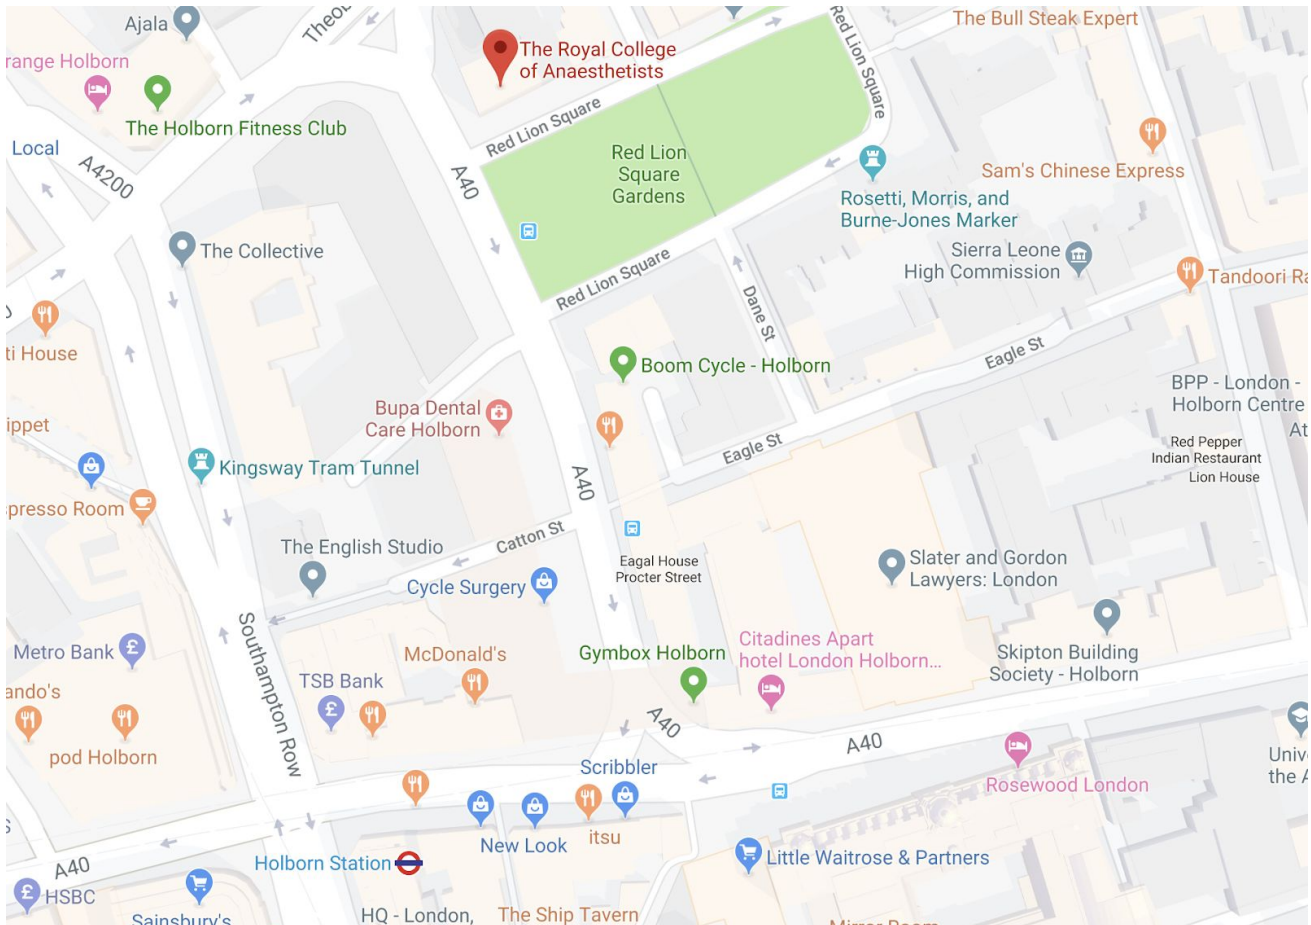 Ajala
Theob
The Royal College
of Anaesthetists
Red Lion Square
The Bull Steak Expert
range Holborn
The Holborn Fitness Club
Red Lion Square
Local
A4200
A40
Red Lion
Square
Gardens
Sam's Chinese Express
Rosetti, Morris, and
Burne-Jones Marker
The Collective
Sierra Leone
High Commission
Red Lion Square
Tandoori Ra
Dane St
ti House
Eagle St
Boom Cycle - Holborn
BPP - London -
Holborn Centre
Bupa Dental
Care Holborn
ippet
At
Red Pepper
Indian Restaurant
Lion House
Eagle St
Kingsway Tram Tunnel
A40
spresso Room
Catton St
The English Studio
Eagal House
Procter Street
Slater and Gordon
Lawyers: London
Cycle Surgery
Southampton Row
Metro Bank
McDonald's
Gymbox Holborn
Citadines Apart
hotel London Holborn...
Skipton Building
Society - Holborn
TSB Bank
ando's
A40
A40
pod Holborn
Scribbler
Unive
the A
Rosewood London
itsu
New Look
A40
Holborn Station
Little Waitrose & Partners
HSBC
Sainsbury's
HQ - London,
The Ship Tavern
Mirror Room